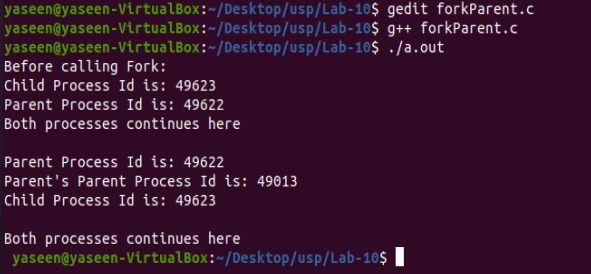 yaseen@yaseen-VirtualBox:~/Desktop/usp/Lab-10$ gedit forkParent.c
yaseen@yaseen-VirtualBox:~/Desktop/usp/Lab-10$ g++ forkParent.c
yaseen@yaseen-VirtualBox:~/Desktop/usp/Lab-10$ ./a.out
Before calling Fork:
Child Process Id is: 49623
Parent Process Id is: 49622
Both processes continues here
Parent Process Id is: 49622
Parent's Parent Process Id is: 49013
Child Process Id is: 49623
Both processes continues here
yaseen@yaseen-VirtualBox:~/Desktop/usp/Lab-10$